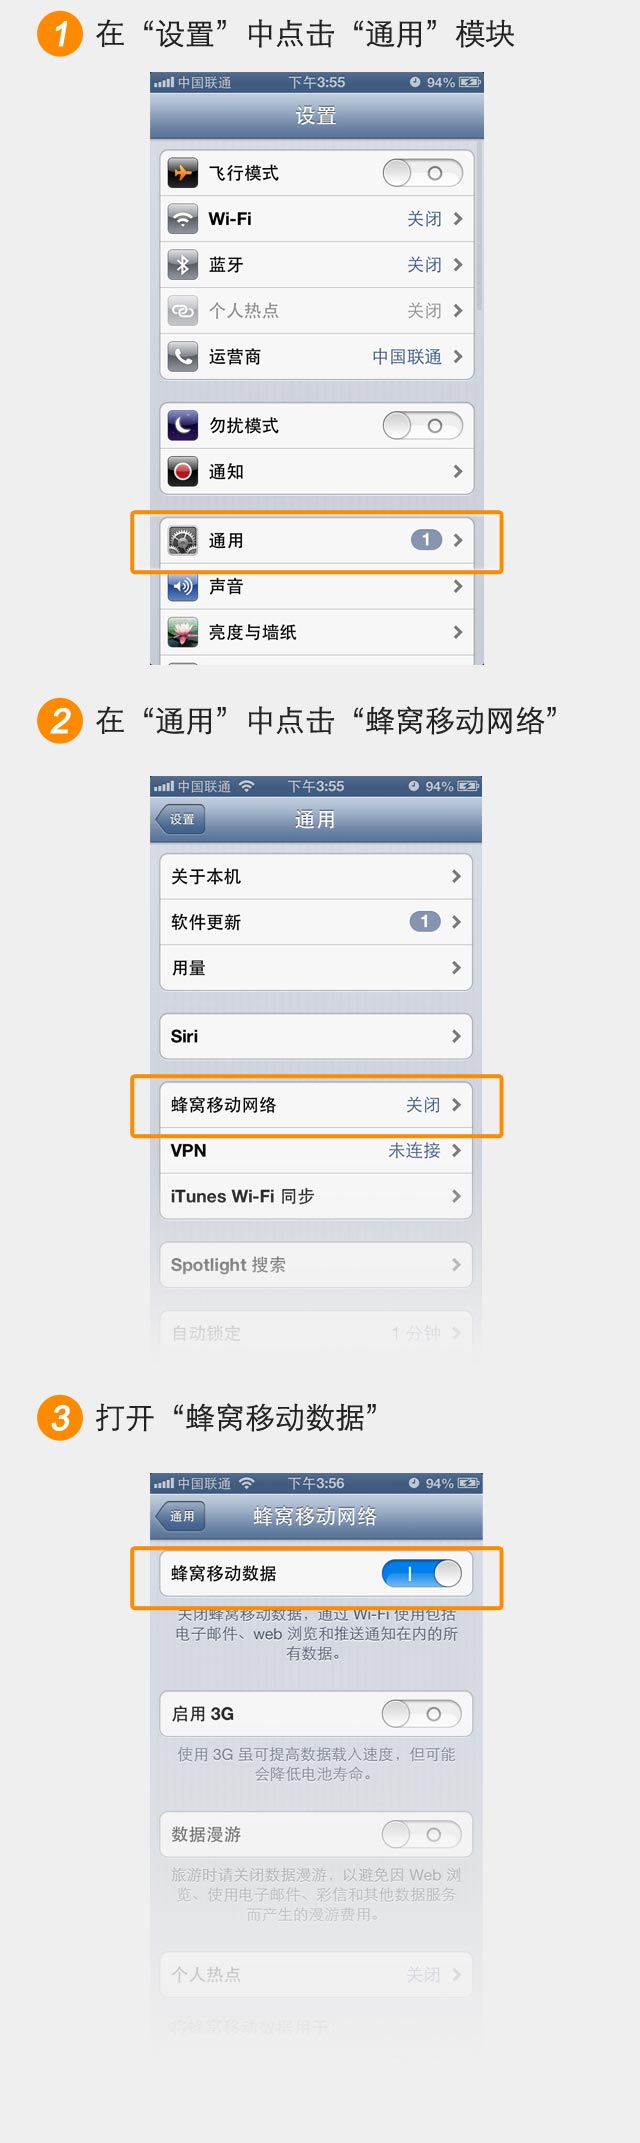 1 在“设置”中点击“通用”模块
中国联通 下午3:55 94%
设置
飞行模式
Wi-Fi 关闭
蓝牙 关闭
个人热点 关闭
运营商 中国联通
勿扰模式
通知
通用 1
声音
亮度与墙纸
2 在“通用”中点击“蜂窝移动网络”
中国联通 下午3:55 94%
设置 通用
关于本机
软件更新 1
用量
Siri
蜂窝移动网络 关闭
VPN 未连接
iTunes Wi-Fi 同步
Spotlight 搜索
自动锁定 1 分钟
3 打开“蜂窝移动数据”
中国联通 下午3:56 94%
通用 蜂窝移动网络
蜂窝移动数据
关闭蜂窝移动数据，通过 Wi-Fi 使用包括
电子邮件、web 浏览和推送通知在内的所
有数据。
启用 3G
使用 3G 虽可提高数据载入速度，但可能
会降低电池寿命。
数据漫游
旅游时请关闭数据漫游，以避免因 Web 浏
览、使用电子邮件、彩信和其他数据服务
而产生的漫游费用。
个人热点 关闭
将蜂窝移动数据用于: